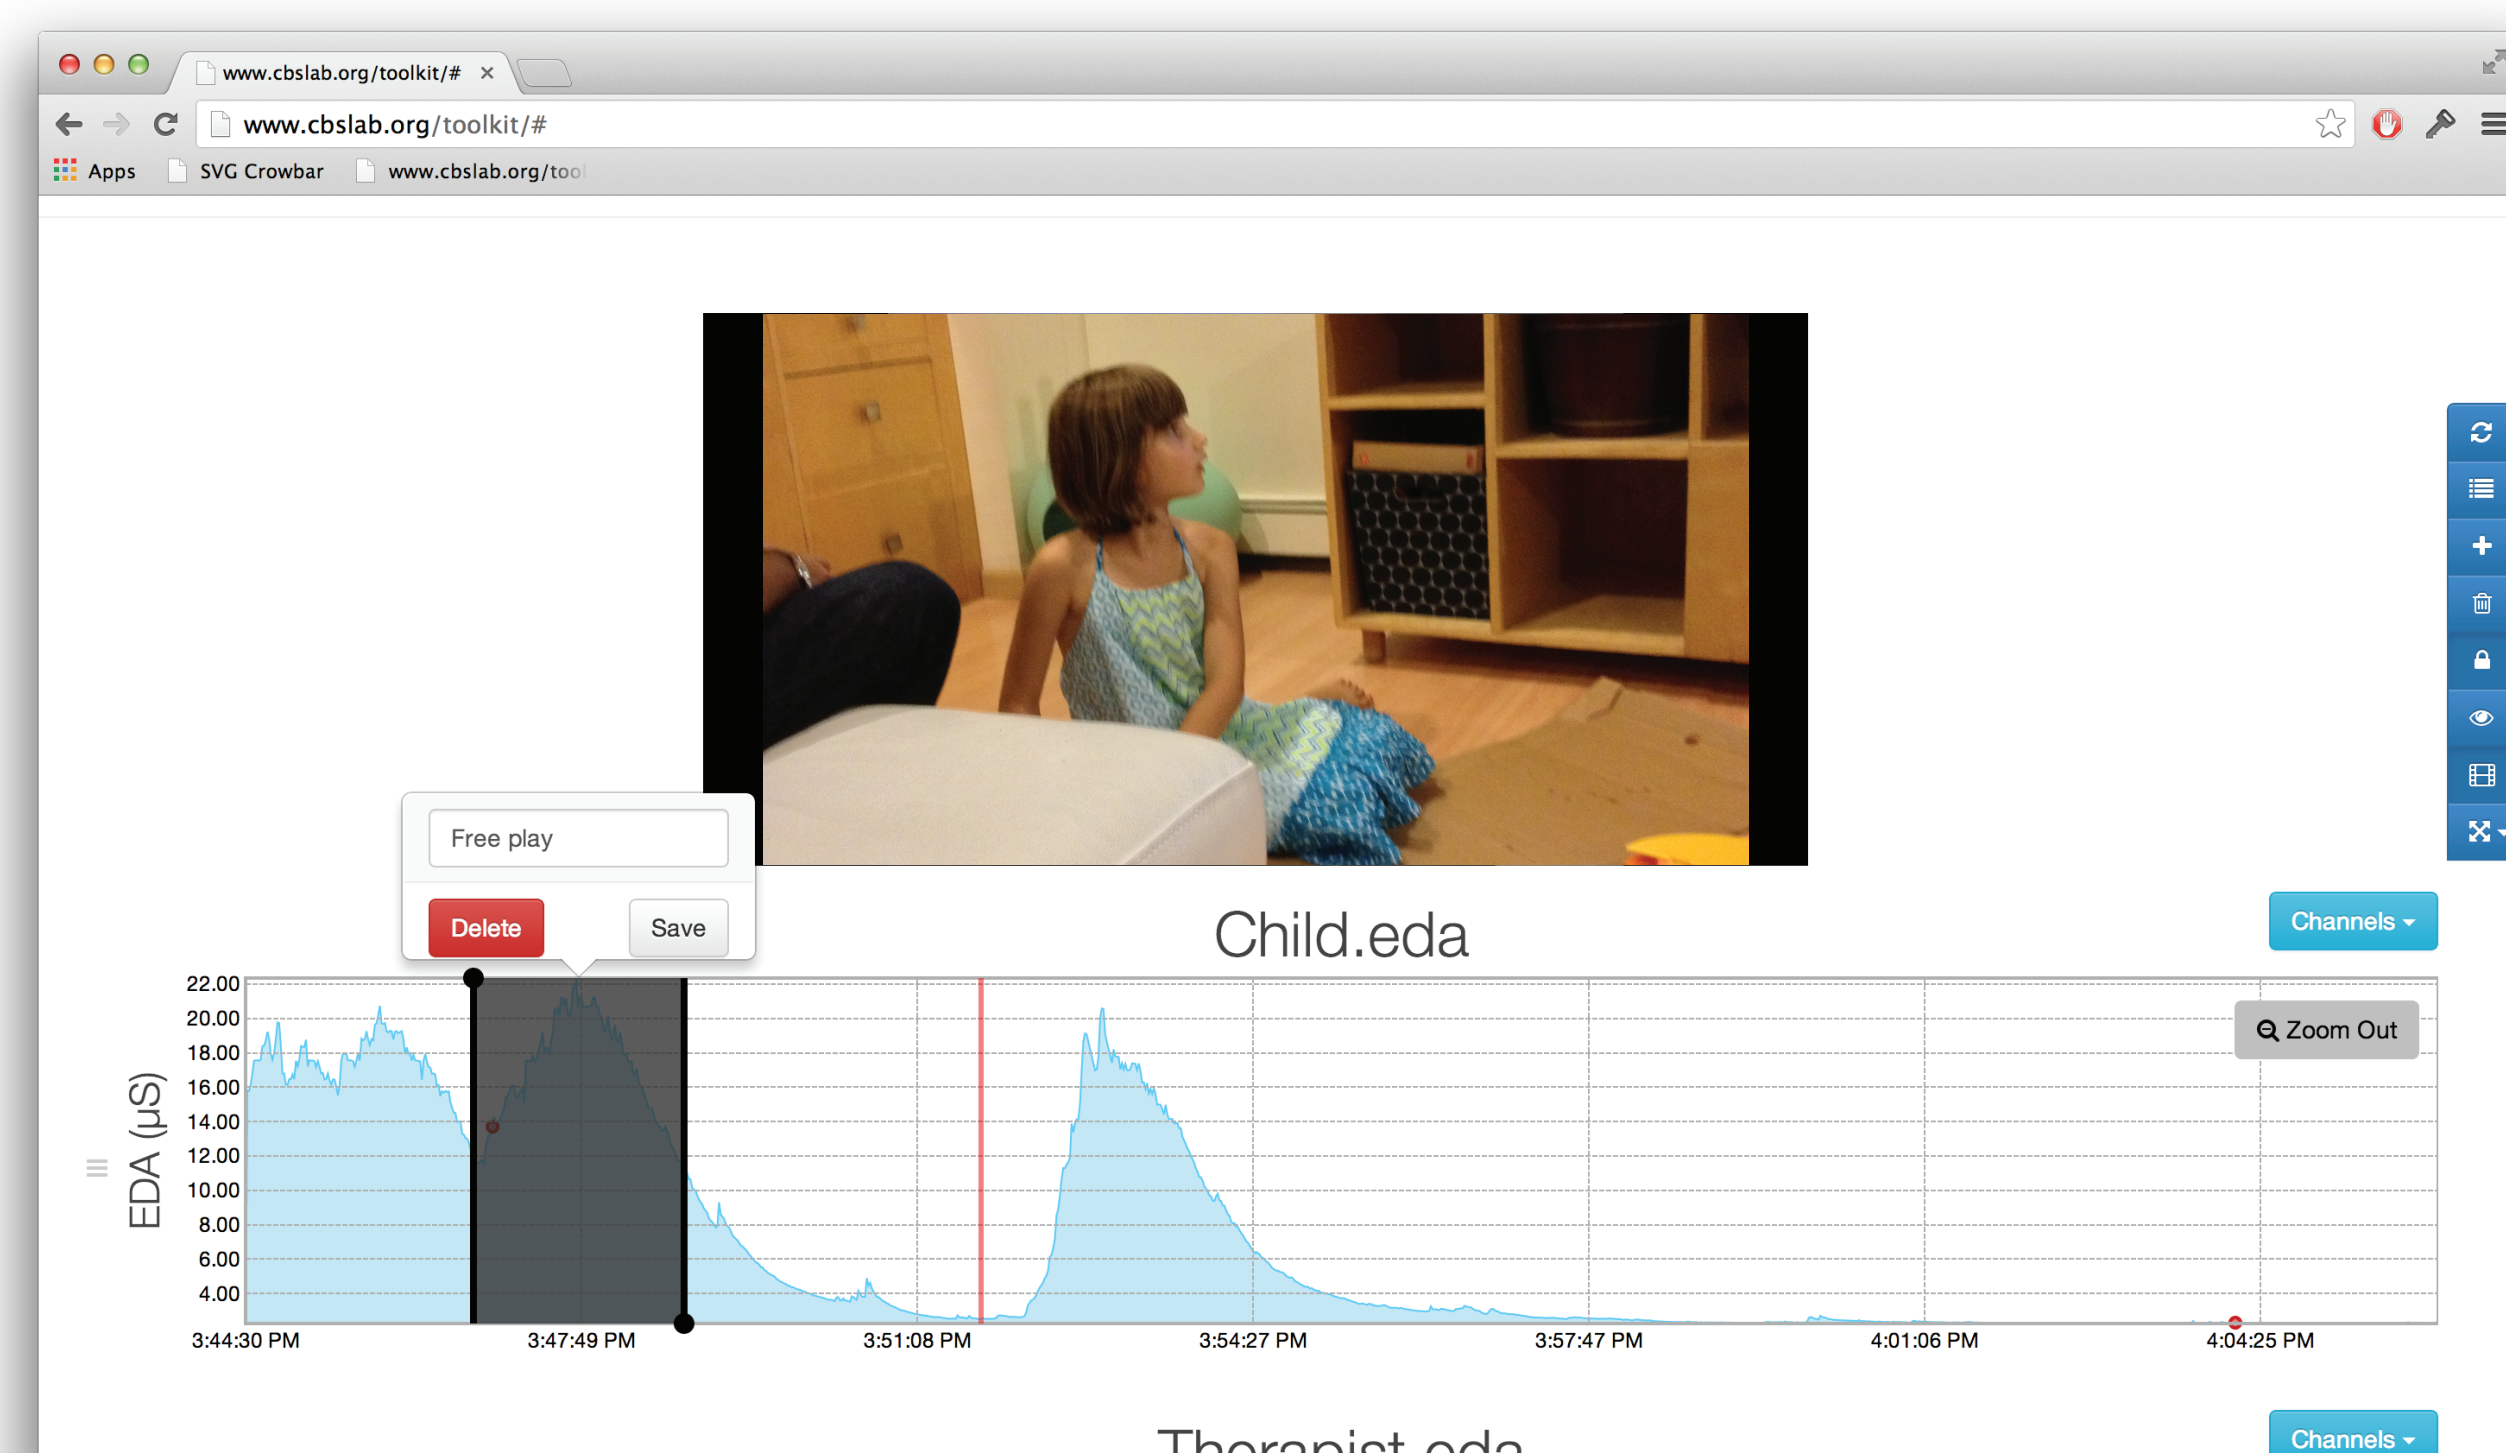 www.cbslab.org/toolkit/#
www.cbslab.org/toolkit/#
Apps SVG Crowbar www.cbslab.org/tool
Free play
Delete Save
Child.eda
Channels
22.00
20.00
18.00
16.00
14.00
12.00
10.00
8.00
6.00
4.00
EDA (µS)
Zoom Out
3:44:30 PM 3:47:49 PM 3:51:08 PM 3:54:27 PM 3:57:47 PM 4:01:06 PM 4:04:25 PM
Therapist.eda
Channels